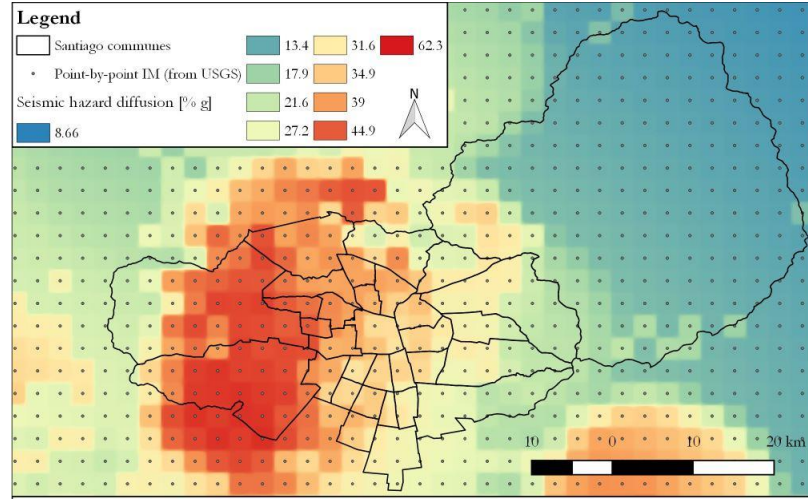 Legend
Santiago communes
Point-by-point IM (from USGS)
Seismic hazard diffusion [% g]
8.66
13.4
17.9
21.6
27.2
31.6
34.9
39
44.9
62.3
N
10 0 10 20 km